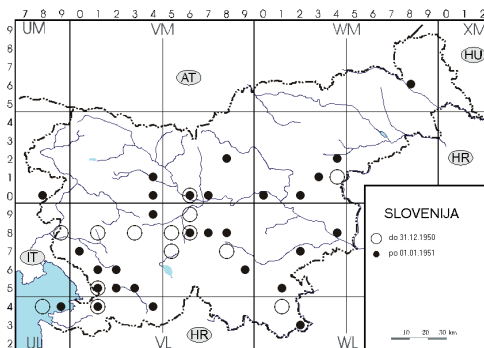 7 8 9 0 1 2 3 4 5 6 7 8 9 0 1 2 3 4 5 6 7 8 9 0 1
UM VM WM XM
9
8
7
6
5
4
3
2
1
0
9
8
7
6
5
4
3
2
AT
HU
HR
IT
HR
SLOVENIJA
do 31.12.1950
po 01.01.1951
10 20 30 km
UL VL WL